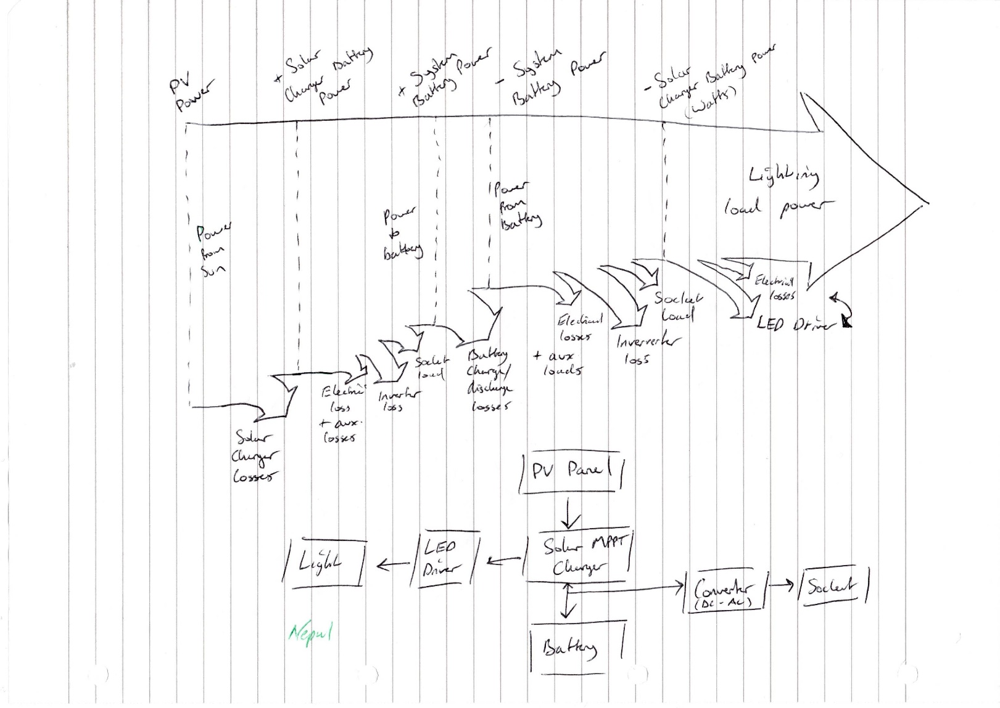 PV
Power
+ Solar
Charger Battery
Power
+ System
Battery Power
- System
Battery Power
- Solar
Charger Battery Power
(Watts)
Power
from
Sun
Power
to
battery
Power
from
Battery
Lighting
load power
Solar
Charger
losses
Electric
loss
+ aux.
losses
Inverter
loss
Socket
load
Battery
Charge/
discharge
losses
Electrical
losses
+ aux
loads
Inververter
loss
Socket
load
Electrical
losses
LED Driver
PV Panel
Solar MPPT
Charger
LED
Driver
Light
Converter
(DC-AC)
Socket
Battery
Nepal